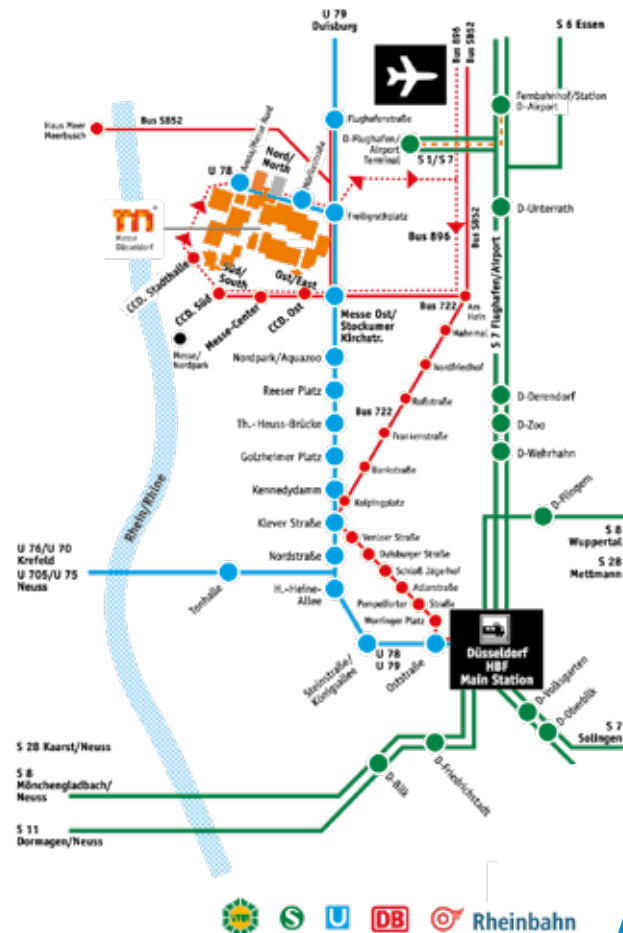 U 79
Duisburg
S 6 Essen
Bus 896
Bus SB52
Fernbahnhof/Station
D-Airport
Haus Meer
Meerbusch
Bus SB52
Flughafenstraße
D-Flughafen/
Airport
Terminal
S 1/S 7
U 78
Arena/Messe Nord
Nord/
North
Freiligrathplatz
D-Unterrath
Messe
Düsseldorf
Bus 896
Bus SB52
S 7 Flughafen/Airport
CCD. Stadthalle
Süd/
South
Ost/East
CCD. Süd
Messe-Center
CCD. Ost
Messe Ost/
Stockumer
Kirchstr.
Bus 722
Am
Hain
Messe/
Nordpark
Mahnmal
Nordpark/Aquazoo
Nordfriedhof
Reeser Platz
Roßstraße
D-Derendorf
Bus 722
Th.-Heuss-Brücke
Frankenstraße
D-Zoo
Golzheimer Platz
Bankstraße
D-Wehrhahn
Kennedydamm
Kolpingplatz
Rhein/Rhine
D-Flingern
Klever Straße
Venloer Straße
S 8
Wuppertal
S 28
Mettmann
U 76/U 70
Krefeld
U 705/U 75
Neuss
Nordstraße
Duisburger Straße
Schloß Jägerhof
Tonhalle
H.-Heine-
Allee
Adlerstraße
Pempelforter Straße
Worringer Platz
Steinstraße/
Königsallee
U 78
U 79
Oststraße
Düsseldorf
HBF
Main Station
D-Volksgarten
D-Oberbilk
S 7
Solingen
S 28 Kaarst/Neuss
S 8
Mönchengladbach/
Neuss
D-Bilk
D-Friedrichstadt
S 11
Dormagen/Neuss
VRR
S
U
DB
Rheinbahn